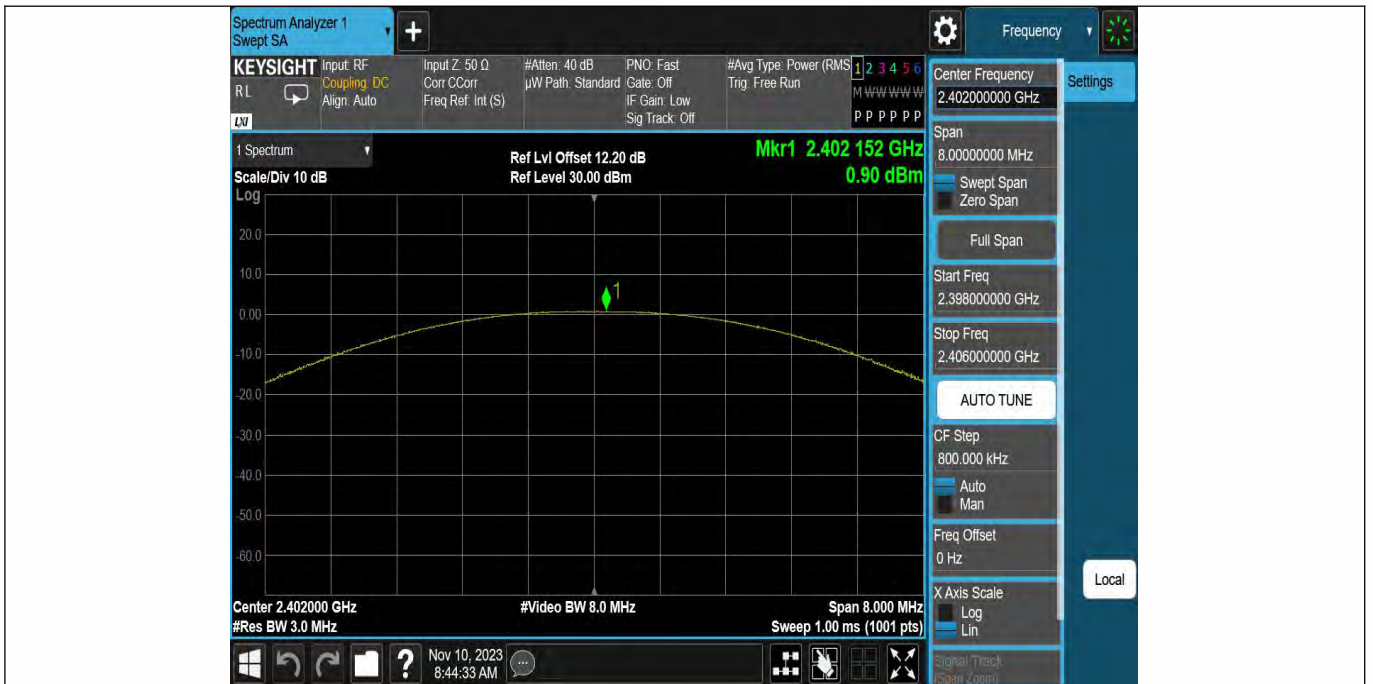 Spectrum Analyzer 1
Swept SA
+
Frequency
KEYSIGHT
RL
LXI
Input: RF
Coupling: DC
Align: Auto
Input Z: 50 Ω
Corr CCorr
Freq Ref: Int (S)
#Atten: 40 dB
µW Path: Standard
PNO: Fast
Gate: Off
IF Gain: Low
Sig Track: Off
#Avg Type: Power (RMS
Trig: Free Run
1 2 3 4 5 6
M W W W W W
P P P P P P
1 Spectrum
Scale/Div 10 dB
Ref Lvl Offset 12.20 dB
Ref Level 30.00 dBm
Mkr1 2.402 152 GHz
0.90 dBm
Log
20.0
10.0
0.00
-10.0
-20.0
-30.0
-40.0
-50.0
-60.0
1
Center 2.402000 GHz
#Res BW 3.0 MHz
#Video BW 8.0 MHz
Span 8.000 MHz
Sweep 1.00 ms (1001 pts)
Center Frequency
2.402000000 GHz
Settings
Span
8.00000000 MHz
Swept Span
Zero Span
Full Span
Start Freq
2.398000000 GHz
Stop Freq
2.406000000 GHz
AUTO TUNE
CF Step
800.000 kHz
Auto
Man
Freq Offset
0 Hz
X Axis Scale
Log
Lin
Signal Track
(Span Zoom)
Local
?
Nov 10, 2023
8:44:33 AM